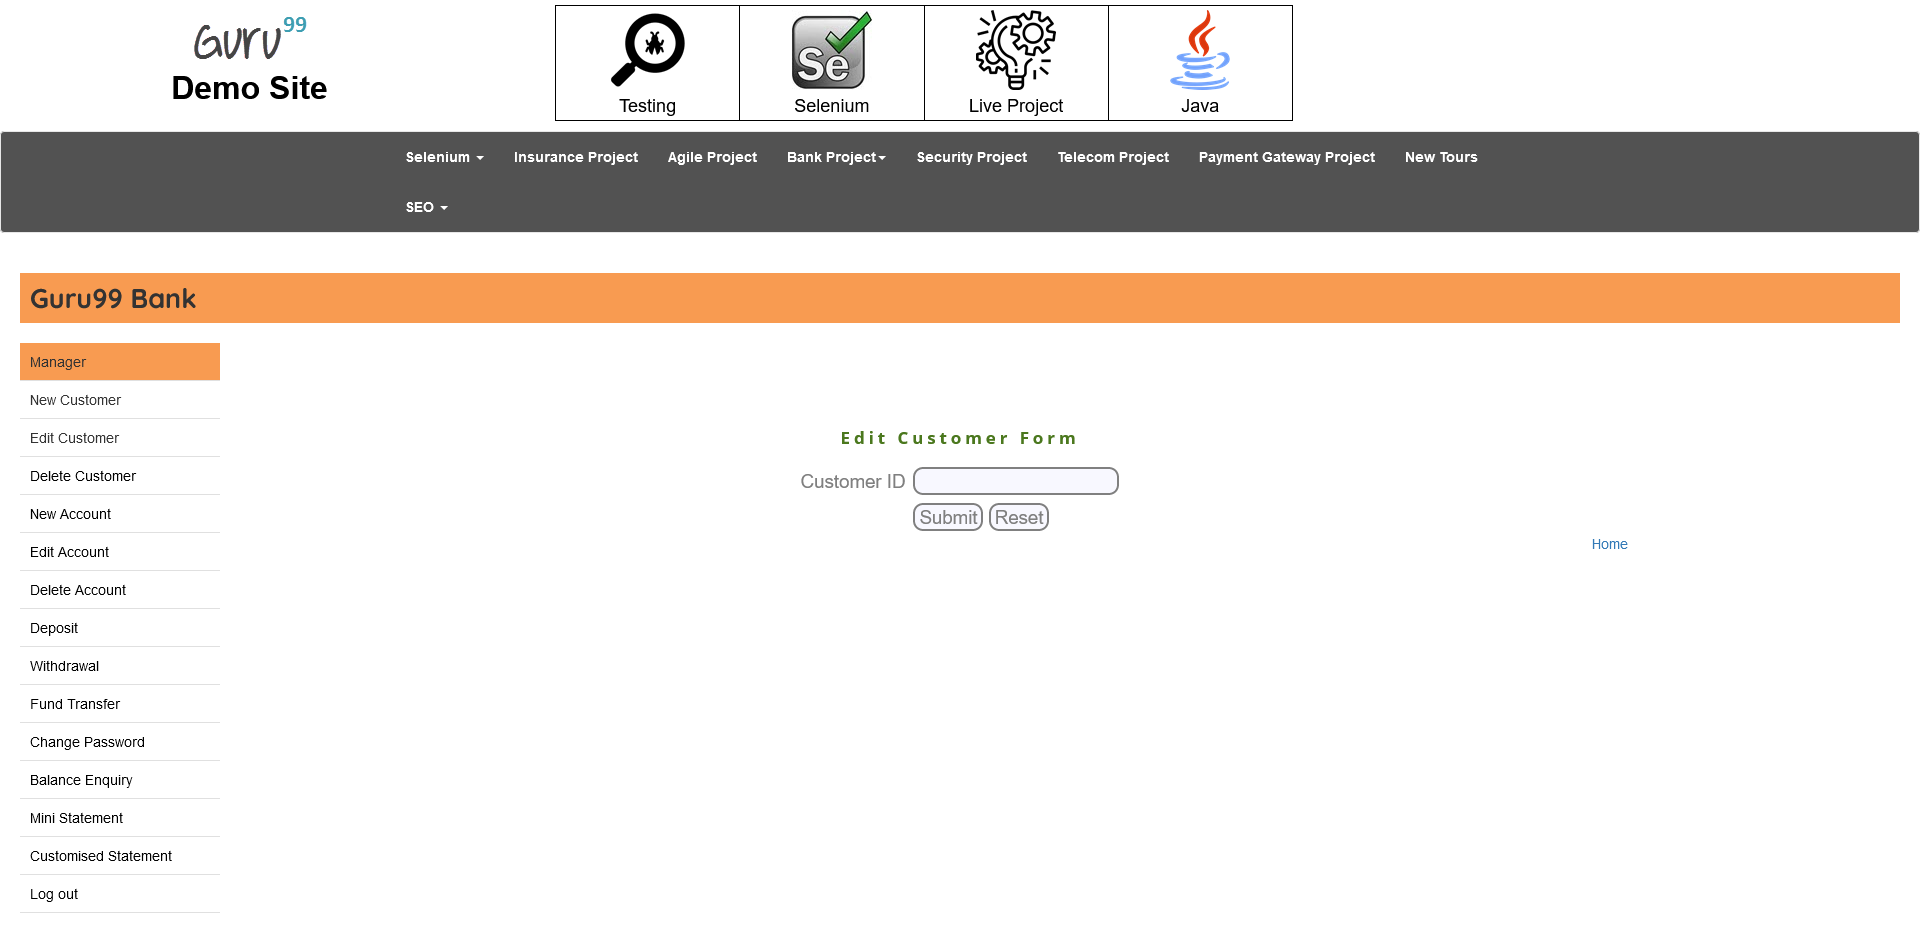 Guru99
Demo Site
Testing
Se
Selenium
Live Project
Java
Selenium
Insurance Project
Agile Project
Bank Project
Security Project
Telecom Project
Payment Gateway Project
New Tours
SEO
Guru99 Bank
Manager
New Customer
Edit Customer
Delete Customer
New Account
Edit Account
Delete Account
Deposit
Withdrawal
Fund Transfer
Change Password
Balance Enquiry
Mini Statement
Customised Statement
Log out
Edit Customer Form
Customer ID
Submit Reset
Home